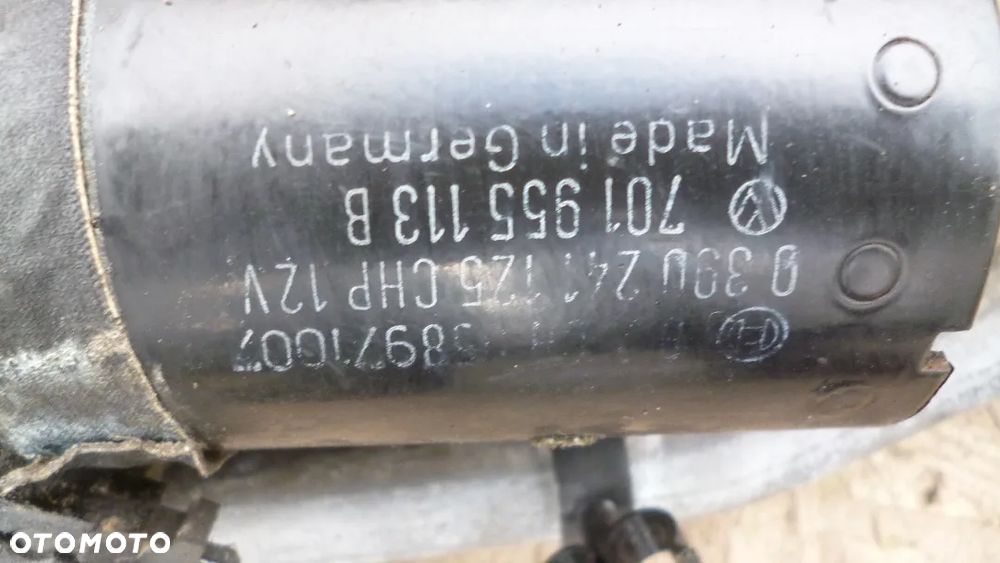 0 390 241 125 CHP 12V
701 955 113 B
Made in Germany
OTOMOTO